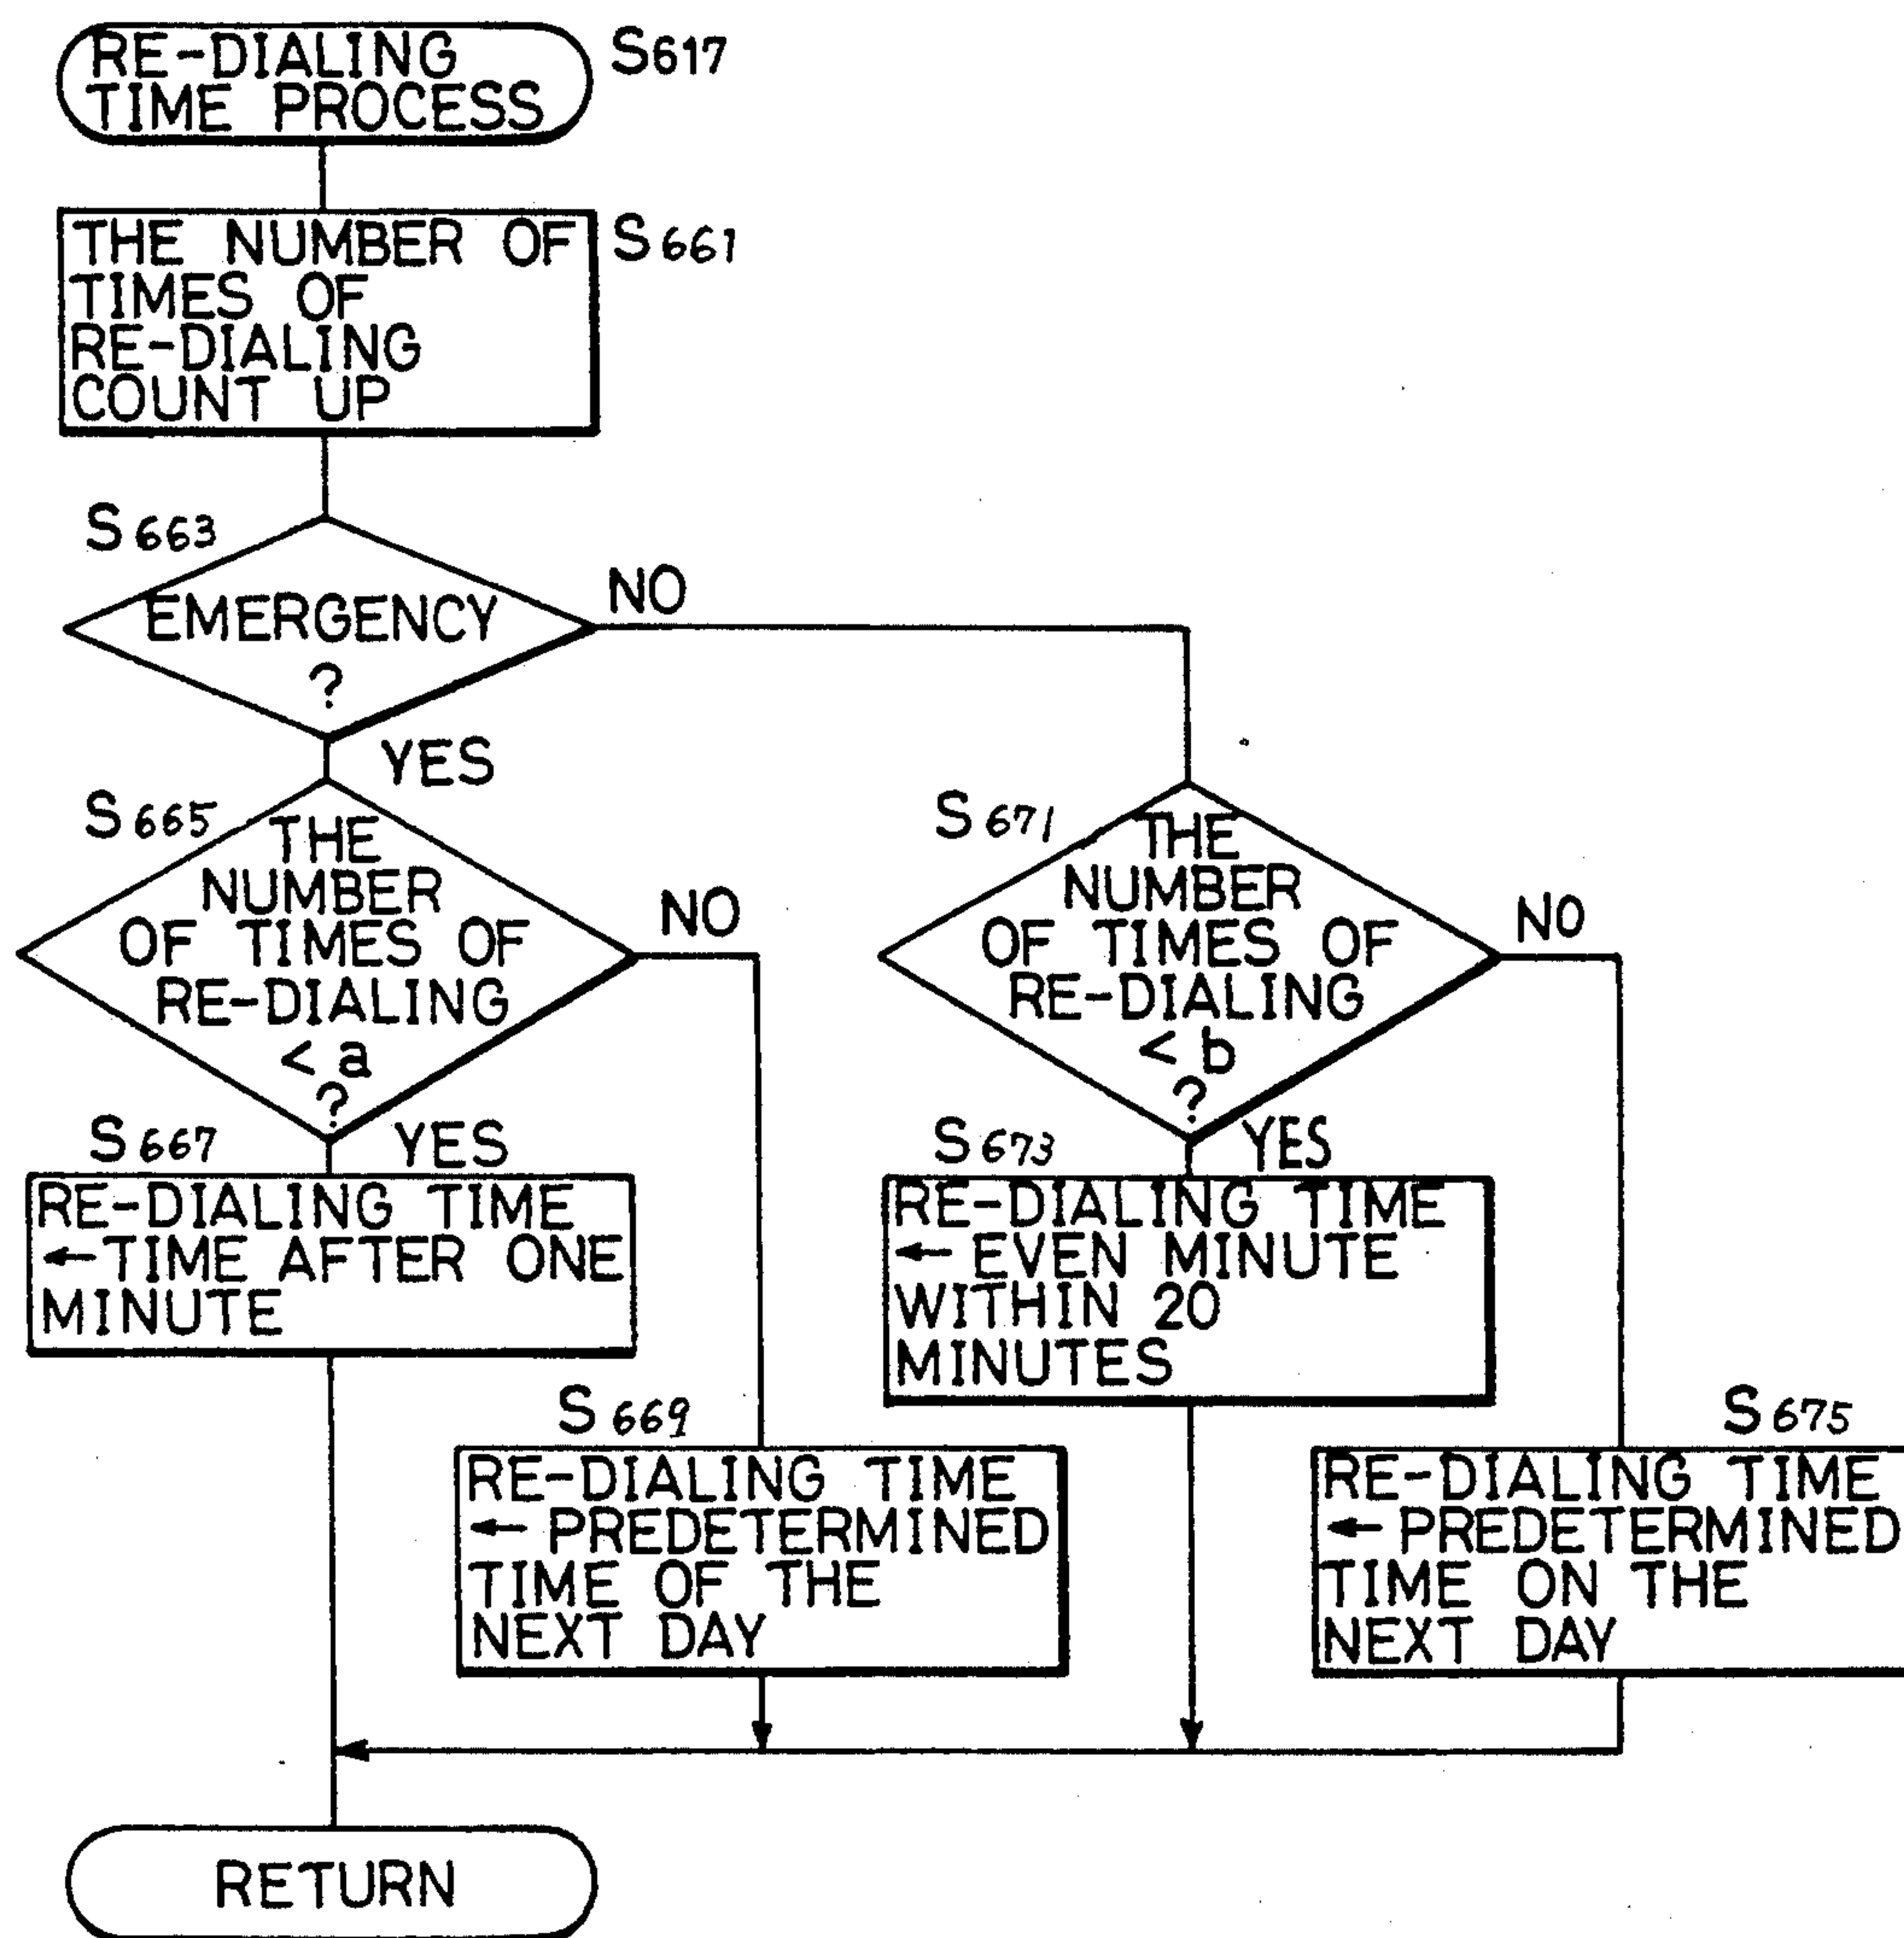 RE-DIALING
TIME PROCESS
S617
THE NUMBER OF
TIMES OF
RE-DIALING
COUNT UP
S661
S663
EMERGENCY
?
NO
YES
S665
THE
NUMBER
OF TIMES OF
RE-DIALING
< a
?
NO
YES
S671
THE
NUMBER
OF TIMES OF
RE-DIALING
< b
?
NO
YES
S667
RE-DIALING TIME
←TIME AFTER ONE
MINUTE
S673
RE-DIALING TIME
← EVEN MINUTE
WITHIN 20
MINUTES
S669
RE-DIALING TIME
← PREDETERMINED
TIME OF THE
NEXT DAY
S675
RE-DIALING TIME
← PREDETERMINED
TIME ON THE
NEXT DAY
RETURN